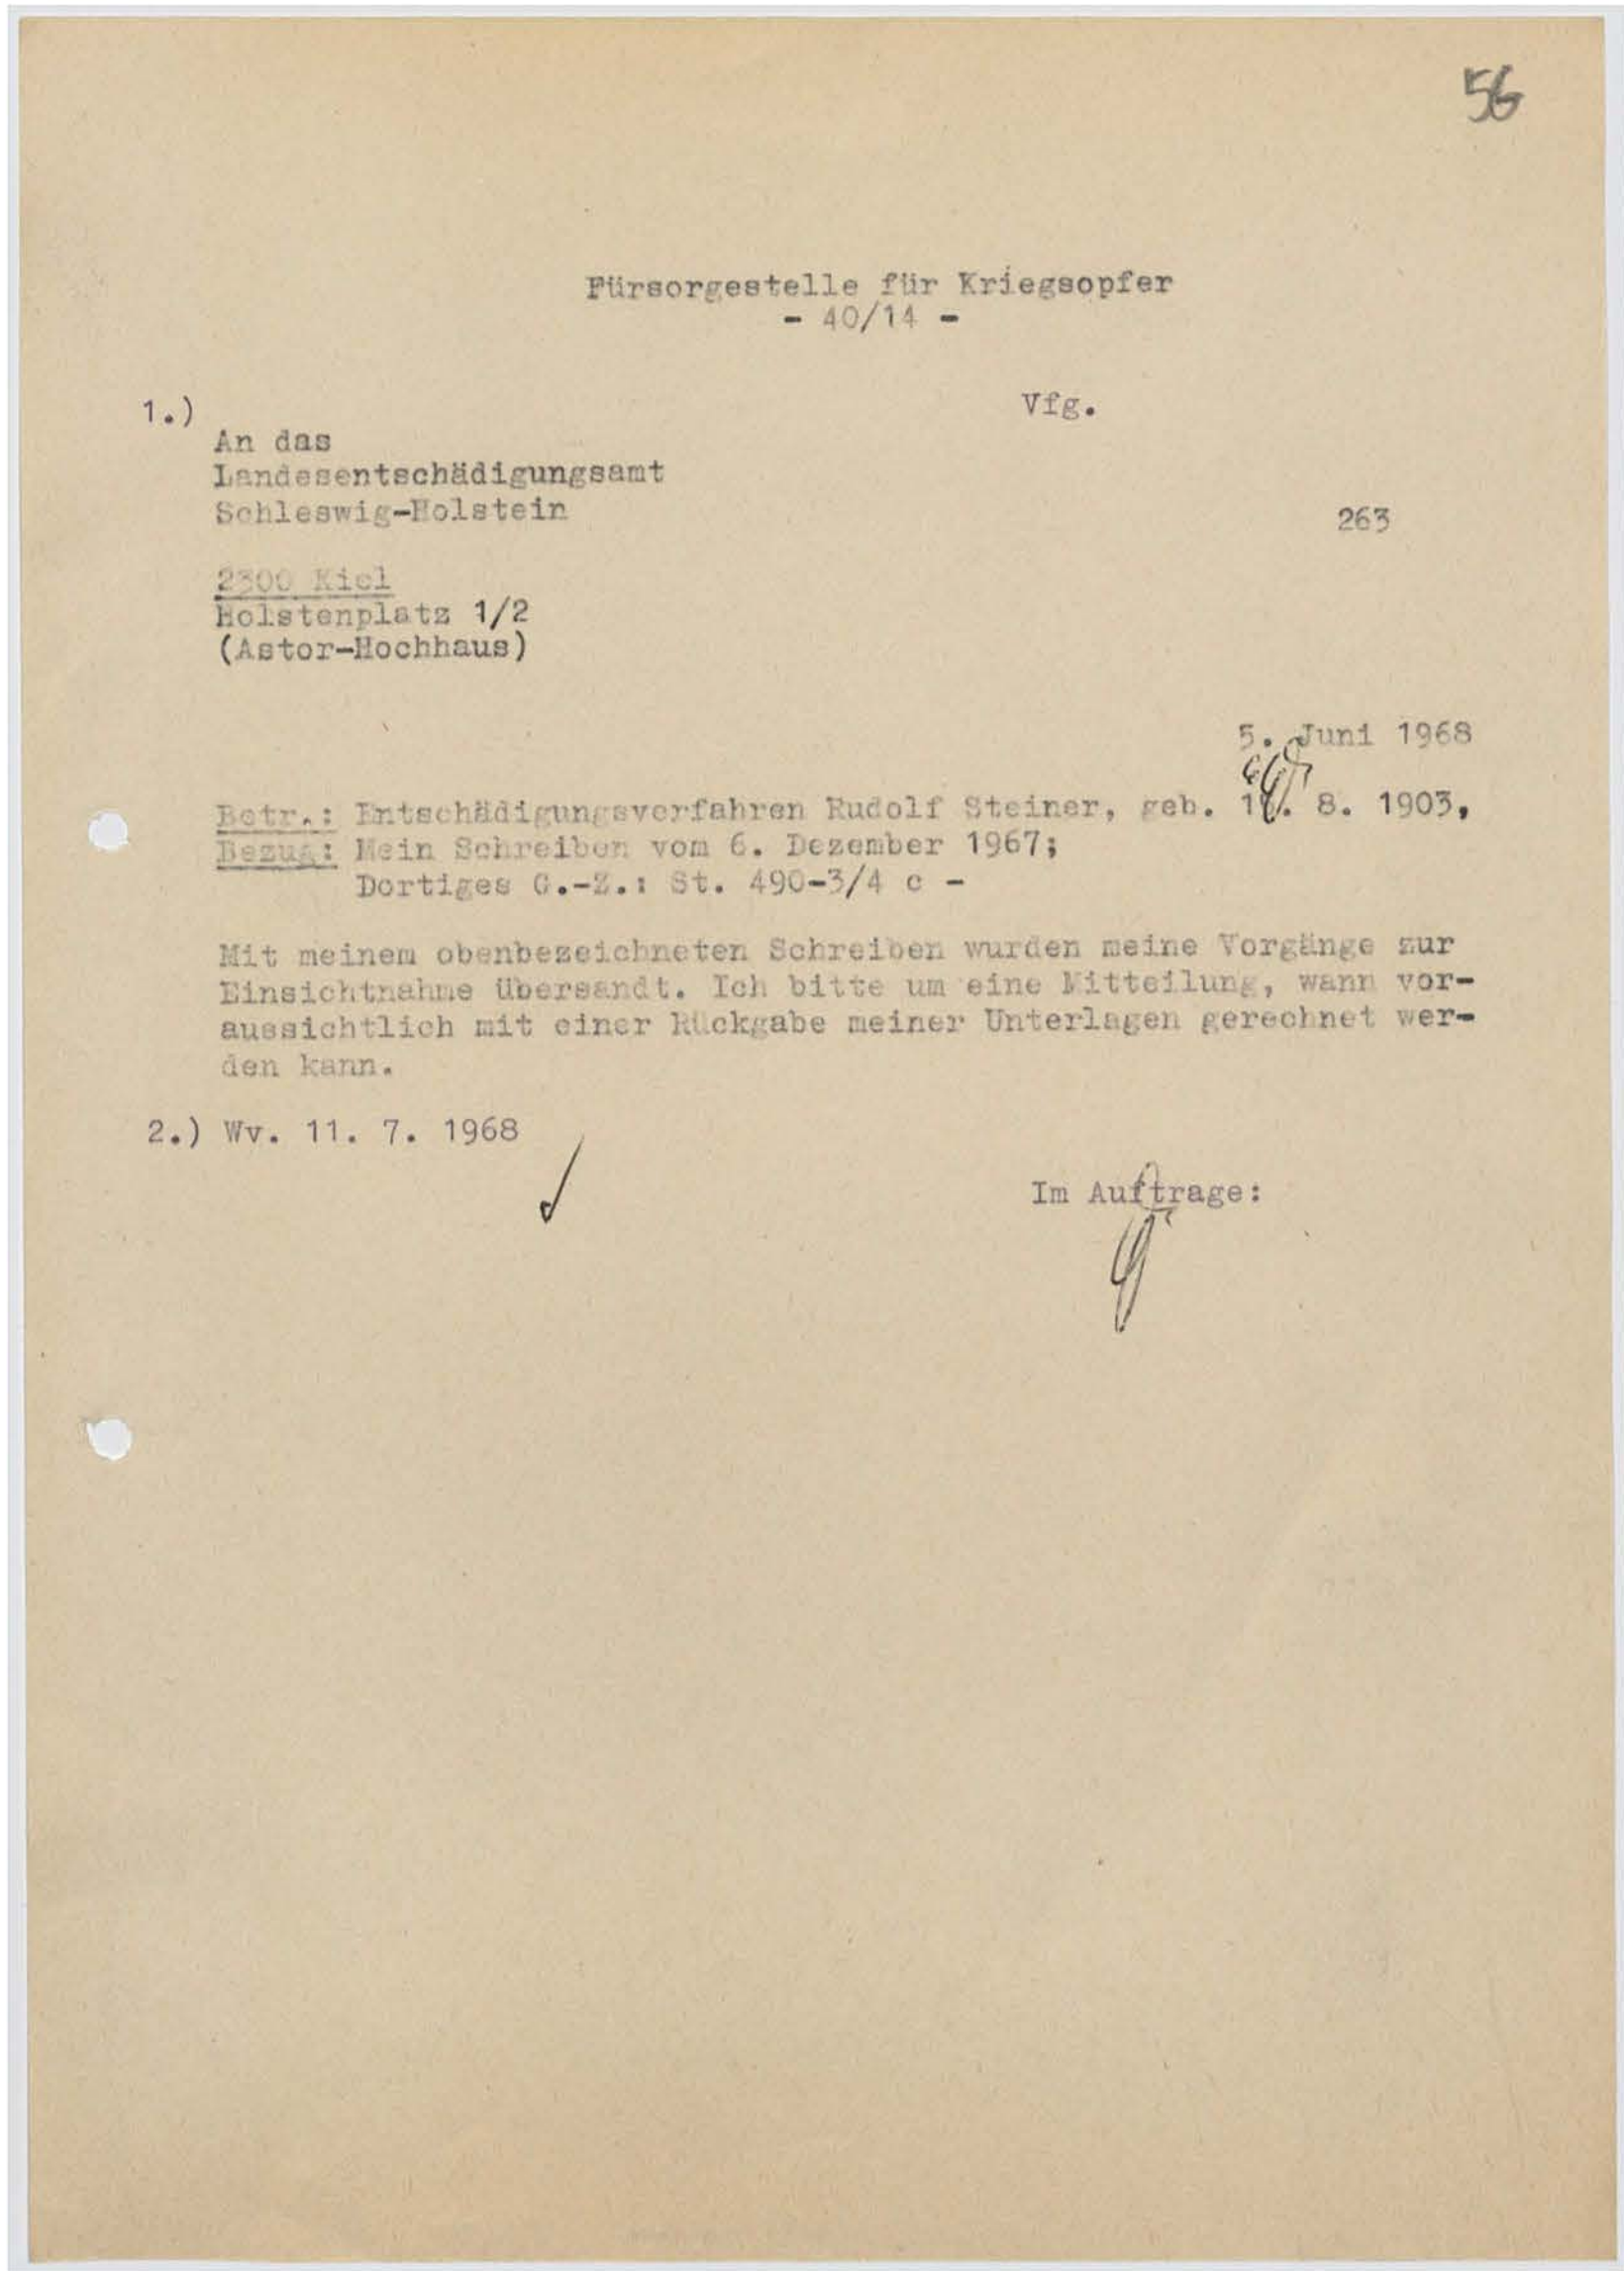 56
Fürsorgestelle für Kriegsopfer
- 40/14 -
1.)
Vfg.
An das
Landesentschädigungsamt
Schleswig-Holstein
263
2300 Kiel
Holstenplatz 1/2
(Astor-Hochhaus)
5. Juni 1968
Betr.: Entschädigungsverfahren Rudolf Steiner, geb. 8. 1903,
Bezug: Mein Schreiben vom 6. Dezember 1967;
Dortiges G.-Z.: St. 490-3/4 c -
Mit meinem obenbezeichneten Schreiben wurden meine Vorgänge zur
Einsichtnahme übersandt. Ich bitte um eine Mitteilung, wann vor-
aussichtlich mit einer Rückgabe meiner Unterlagen gerechnet wer-
den kann.
2.) Wv. 11. 7. 1968
Im Auftrage: